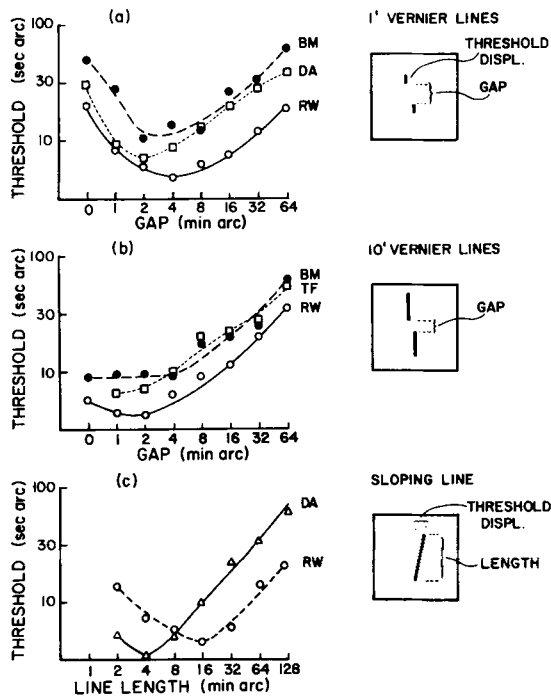 (a)
100
30
10
THRESHOLD (sec arc)
BM
DA
RW
0 1 2 4 8 16 32 64
GAP (min arc)
1' VERNIER LINES
THRESHOLD
DISPL.
GAP
(b)
100
30
10
THRESHOLD (sec arc)
BM
TF
RW
0 1 2 4 8 16 32 64
GAP (min arc)
10' VERNIER LINES
GAP
(c)
100
30
10
THRESHOLD (sec arc)
DA
RW
1 2 4 8 16 32 64 128
LINE LENGTH (min arc)
SLOPING LINE
THRESHOLD
DISPL.
LENGTH